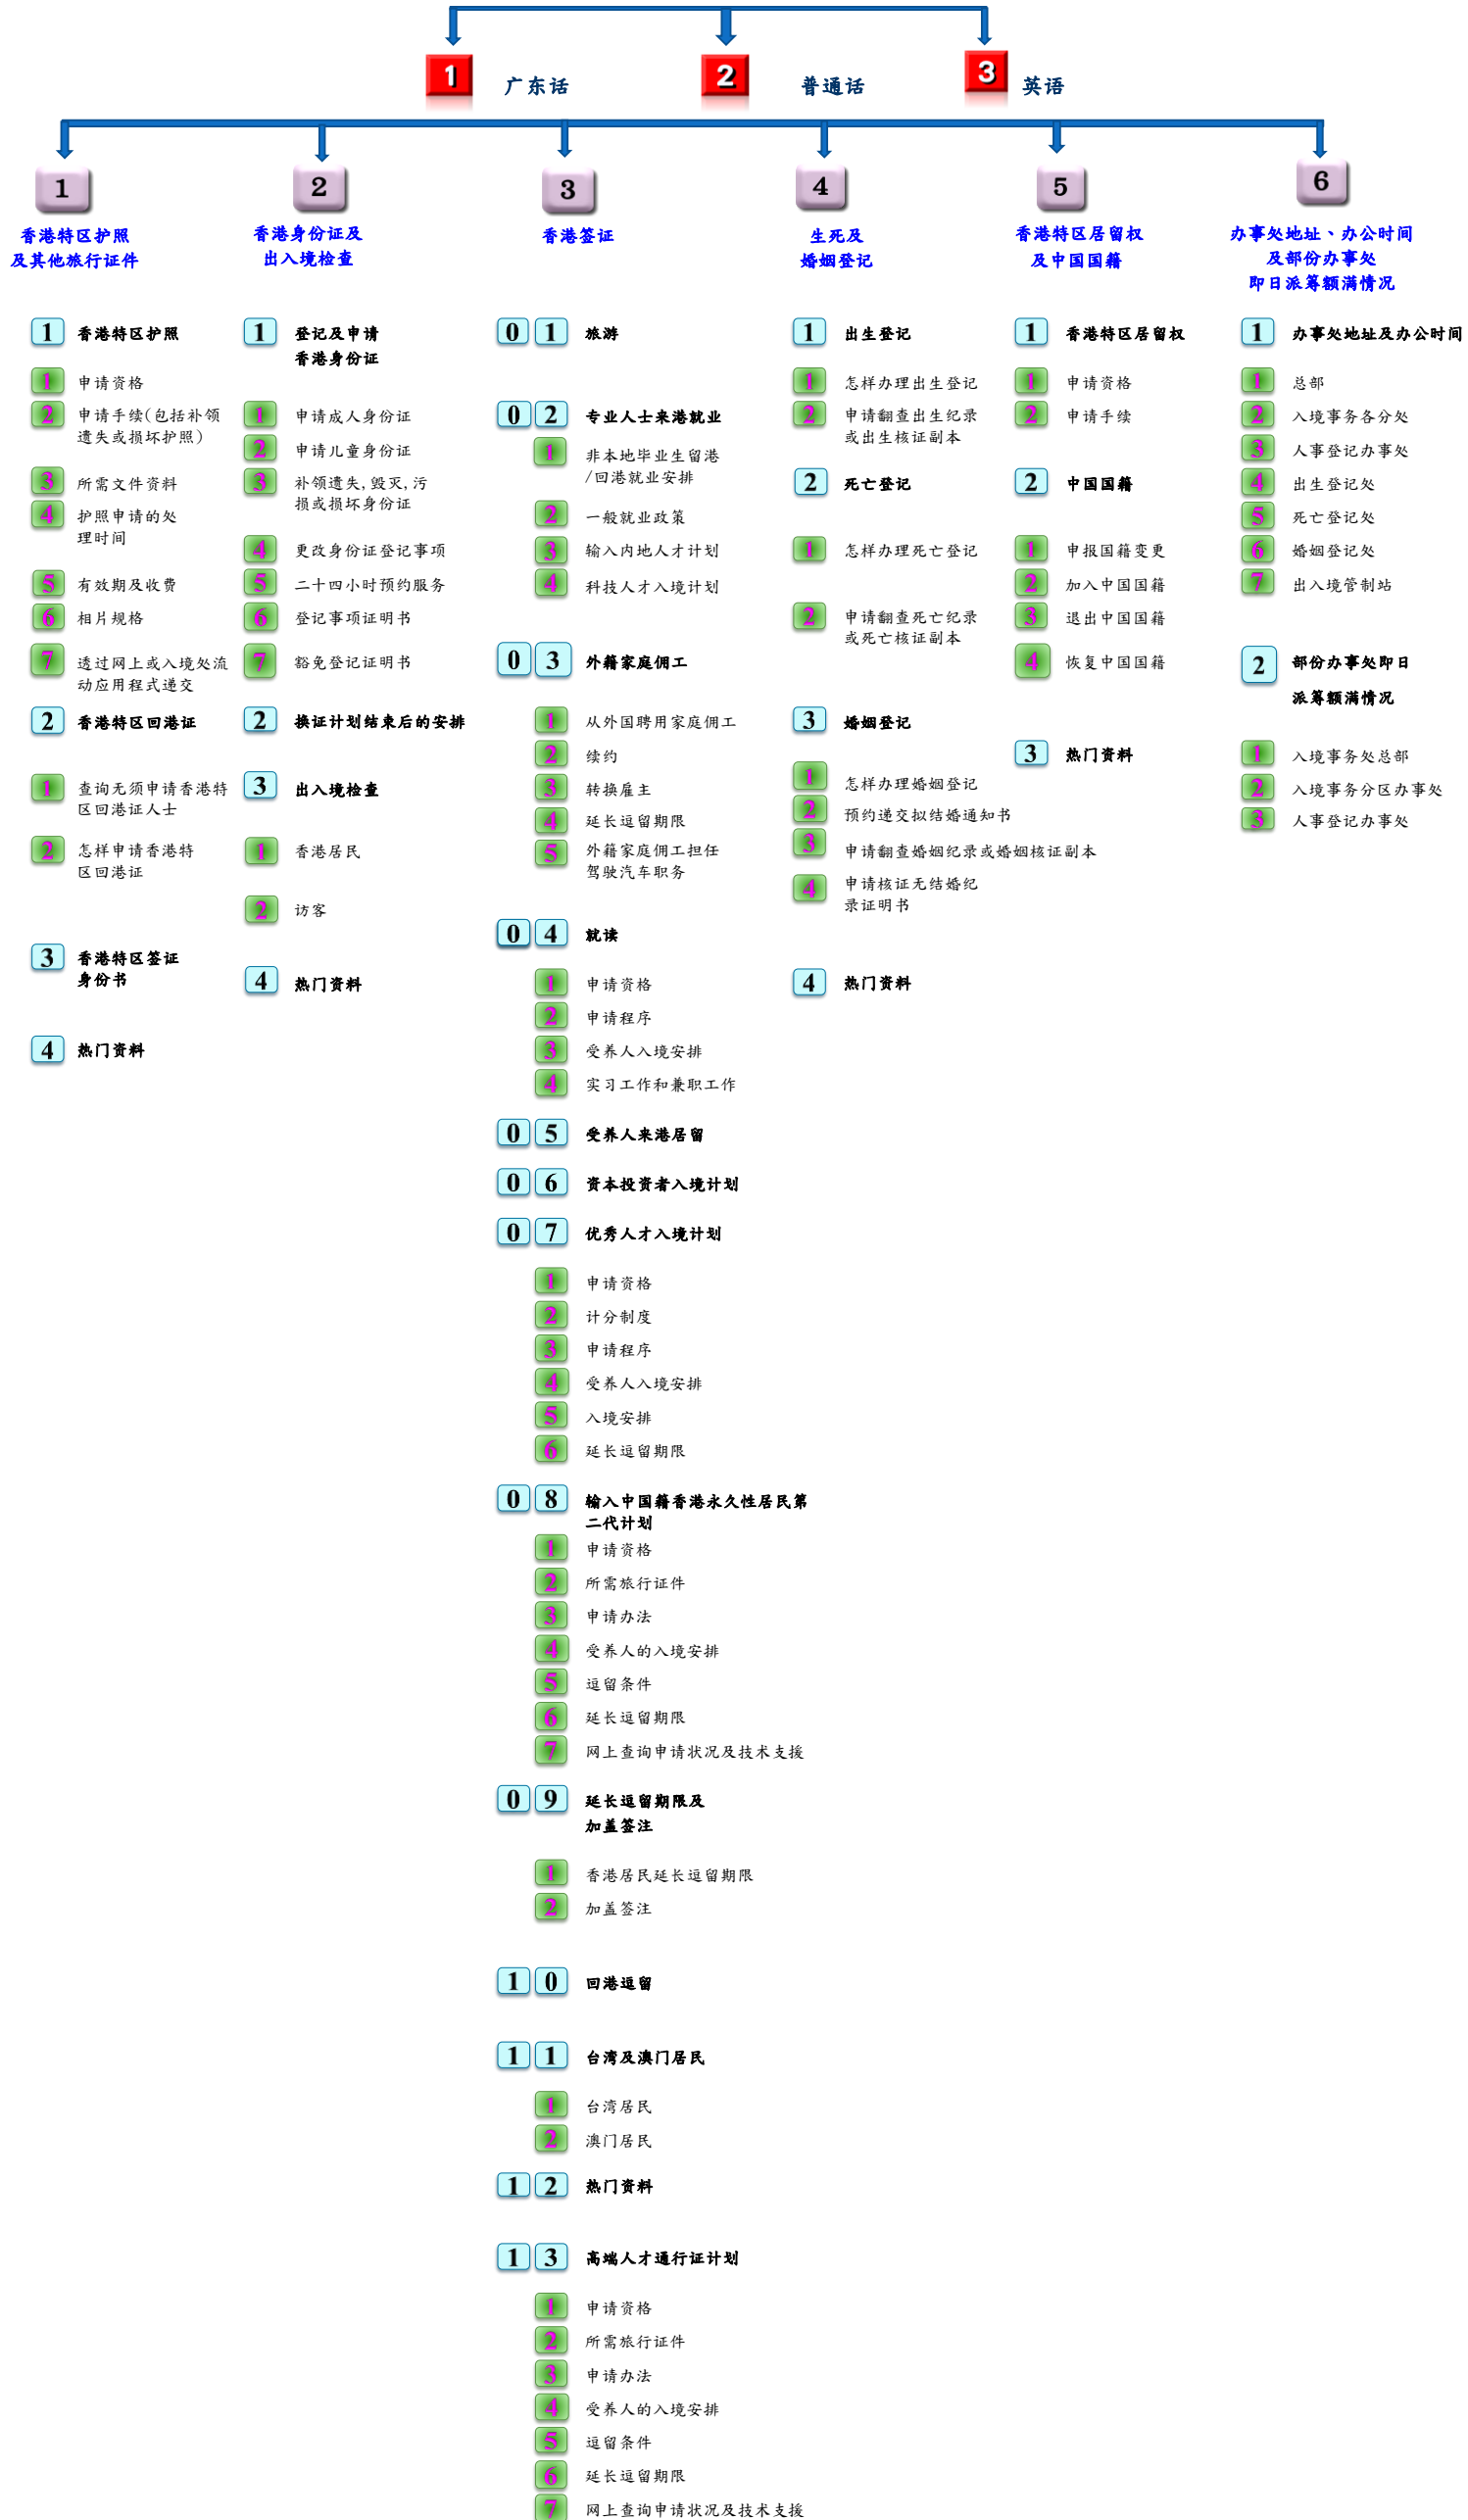 1 广东话
2 普通话
3 英语
1
香港特区护照
及其他旅行证件
1 香港特区护照
1 申请资格
2 申请手续(包括补领
遗失或损坏护照)
3 所需文件资料
4 护照申请的处
理时间
5 有效期及收费
6 相片规格
7 透过网上或入境处流
动应用程式递交
2 香港特区回港证
1 查询无须申请香港特
区回港证人士
2 怎样申请香港特
区回港证
3 香港特区签证
身份书
4 热门资料
2
香港身份证及
出入境检查
1 登记及申请
香港身份证
1 申请成人身份证
2 申请儿童身份证
3 补领遗失,毁灭,污
损或损坏身份证
4 更改身份证登记事项
5 二十四小时预约服务
6 登记事项证明书
7 豁免登记证明书
2 换证计划结束后的安排
3 出入境检查
1 香港居民
2 访客
4 热门资料
3
香港签证
0 1 旅游
0 2 专业人士来港就业
1 非本地毕业生留港
/回港就业安排
2 一般就业政策
3 输入内地人才计划
4 科技人才入境计划
0 3 外籍家庭佣工
1 从外国聘用家庭佣工
2 续约
3 转换雇主
4 延长逗留期限
5 外籍家庭佣工担任
驾驶汽车职务
0 4 就读
1 申请资格
2 申请程序
3 受养人入境安排
4 实习工作和兼职工作
0 5 受养人来港居留
0 6 资本投资者入境计划
0 7 优秀人才入境计划
1 申请资格
2 计分制度
3 申请程序
4 受养人入境安排
5 入境安排
6 延长逗留期限
0 8 输入中国籍香港永久性居民第
二代计划
1 申请资格
2 所需旅行证件
3 申请办法
4 受养人的入境安排
5 逗留条件
6 延长逗留期限
7 网上查询申请状况及技术支援
0 9 延长逗留期限及
加盖签注
1 香港居民延长逗留期限
2 加盖签注
1 0 回港逗留
1 1 台湾及澳门居民
1 台湾居民
2 澳门居民
1 2 热门资料
1 3 高端人才通行证计划
1 申请资格
2 所需旅行证件
3 申请办法
4 受养人的入境安排
5 逗留条件
6 延长逗留期限
7 网上查询申请状况及技术支援
4
生死及
婚姻登记
1 出生登记
1 怎样办理出生登记
2 申请翻查出生纪录
或出生核证副本
2 死亡登记
1 怎样办理死亡登记
2 申请翻查死亡纪录
或死亡核证副本
3 婚姻登记
1 怎样办理婚姻登记
2 预约递交拟结婚通知书
3 申请翻查婚姻纪录或婚姻核证副本
4 申请核证无结婚纪
录证明书
4 热门资料
5
香港特区居留权
及中国国籍
1 香港特区居留权
1 申请资格
2 申请手续
2 中国国籍
1 申报国籍变更
2 加入中国国籍
3 退出中国国籍
4 恢复中国国籍
3 热门资料
6
办事处地址、办公时间
及部份办事处
即日派筹额满情况
1 办事处地址及办公时间
1 总部
2 入境事务各分处
3 人事登记办事处
4 出生登记处
5 死亡登记处
6 婚姻登记处
7 出入境管制站
2 部份办事处即日
派筹额满情况
1 入境事务处总部
2 入境事务分区办事处
3 人事登记办事处